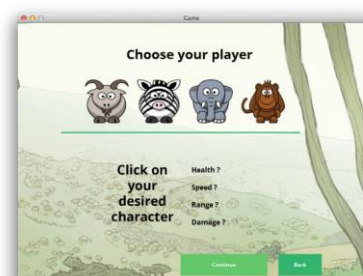 Game
Choose your player
Click on
your
desired
character
Health ?
Speed ?
Range ?
Damage ?
Continue
Back